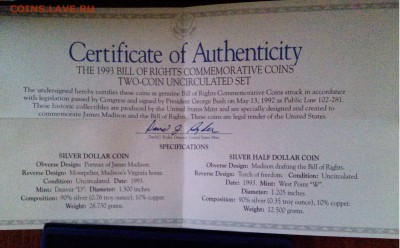 COINS.LAVE.RU
Certificate of Authenticity
THE 1993 BILL OF RIGHTS COMMEMORATIVE COINS
TWO-COIN UNCIRCULATED SET
The undersigned hereby certifies these coins as genuine Bill of Rights Commemorative Coins struck in accordance
with legislation passed by Congress and signed by President George Bush on May 13, 1992 as Public Law 102-281.
These historic collectibles are produced by the United States Mint and are specially designed and created to
commemorate James Madison and the Bill of Rights. These coins are legal tender of the United States.
David J. Ryder, Director, United States Mint
SPECIFICATIONS
SILVER DOLLAR COIN
Obverse Design: Portrait of James Madison.
Reverse Design: Montpelier, Madison's Virginia home.
Condition: Uncirculated. Date: 1993.
Mint: Denver "D". Diameter: 1.500 inches.
Composition: 90% silver (0.76 troy ounce), 10% copper.
Weight: 26.730 grams.
SILVER HALF DOLLAR COIN
Obverse Design: Madison drafting the Bill of Rights.
Reverse Design: Torch of freedom. Condition: Uncirculated.
Date: 1993. Mint: West Point "W".
Diameter: 1.205 inches.
Composition: 90% silver (0.35 troy ounce), 10% copper.
Weight: 12.500 grams.